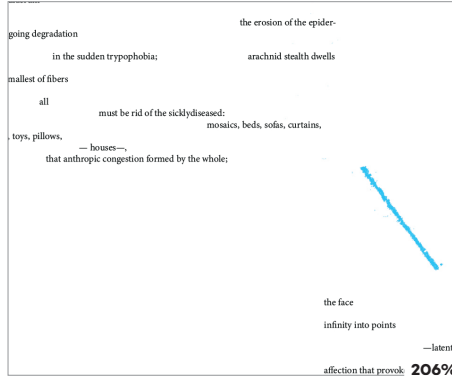 the erosion of the epider-
going degradation
in the sudden trypophobia; arachnid stealth dwells
mallest of fibers
all
must be rid of the sicklydiseased:
mosaics, beds, sofas, curtains,
, toys, pillows,
— houses—,
that anthropic congestion formed by the whole;
the face
infinity into points
—latent
affection that provok 206%